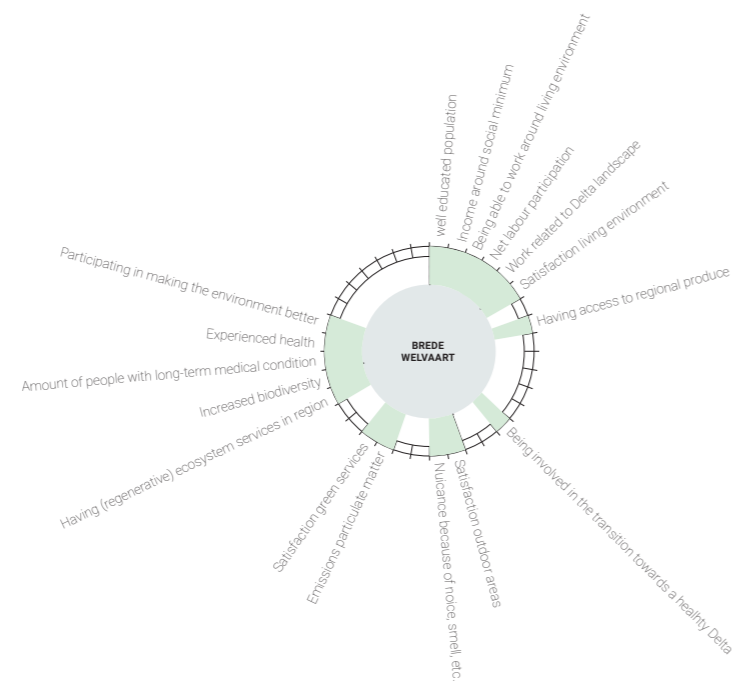 well educated population
Income around social minimum
Being able to work around living environment
Net labour participation
Work related to Delta landscape
Satisfaction living environment
Having access to regional produce
Being involved in the transition towards a healhty Delta
Satisfaction outdoor areas
Nuicance because of noice, smell, etc.
Emissions particulate matter
Satisfaction green services
Having (regenerative) ecosystem services in region
Increased biodiversity
Amount of people with long-term medical condition
Experienced health
Participating in making the environment better
BREDE
WELVAART